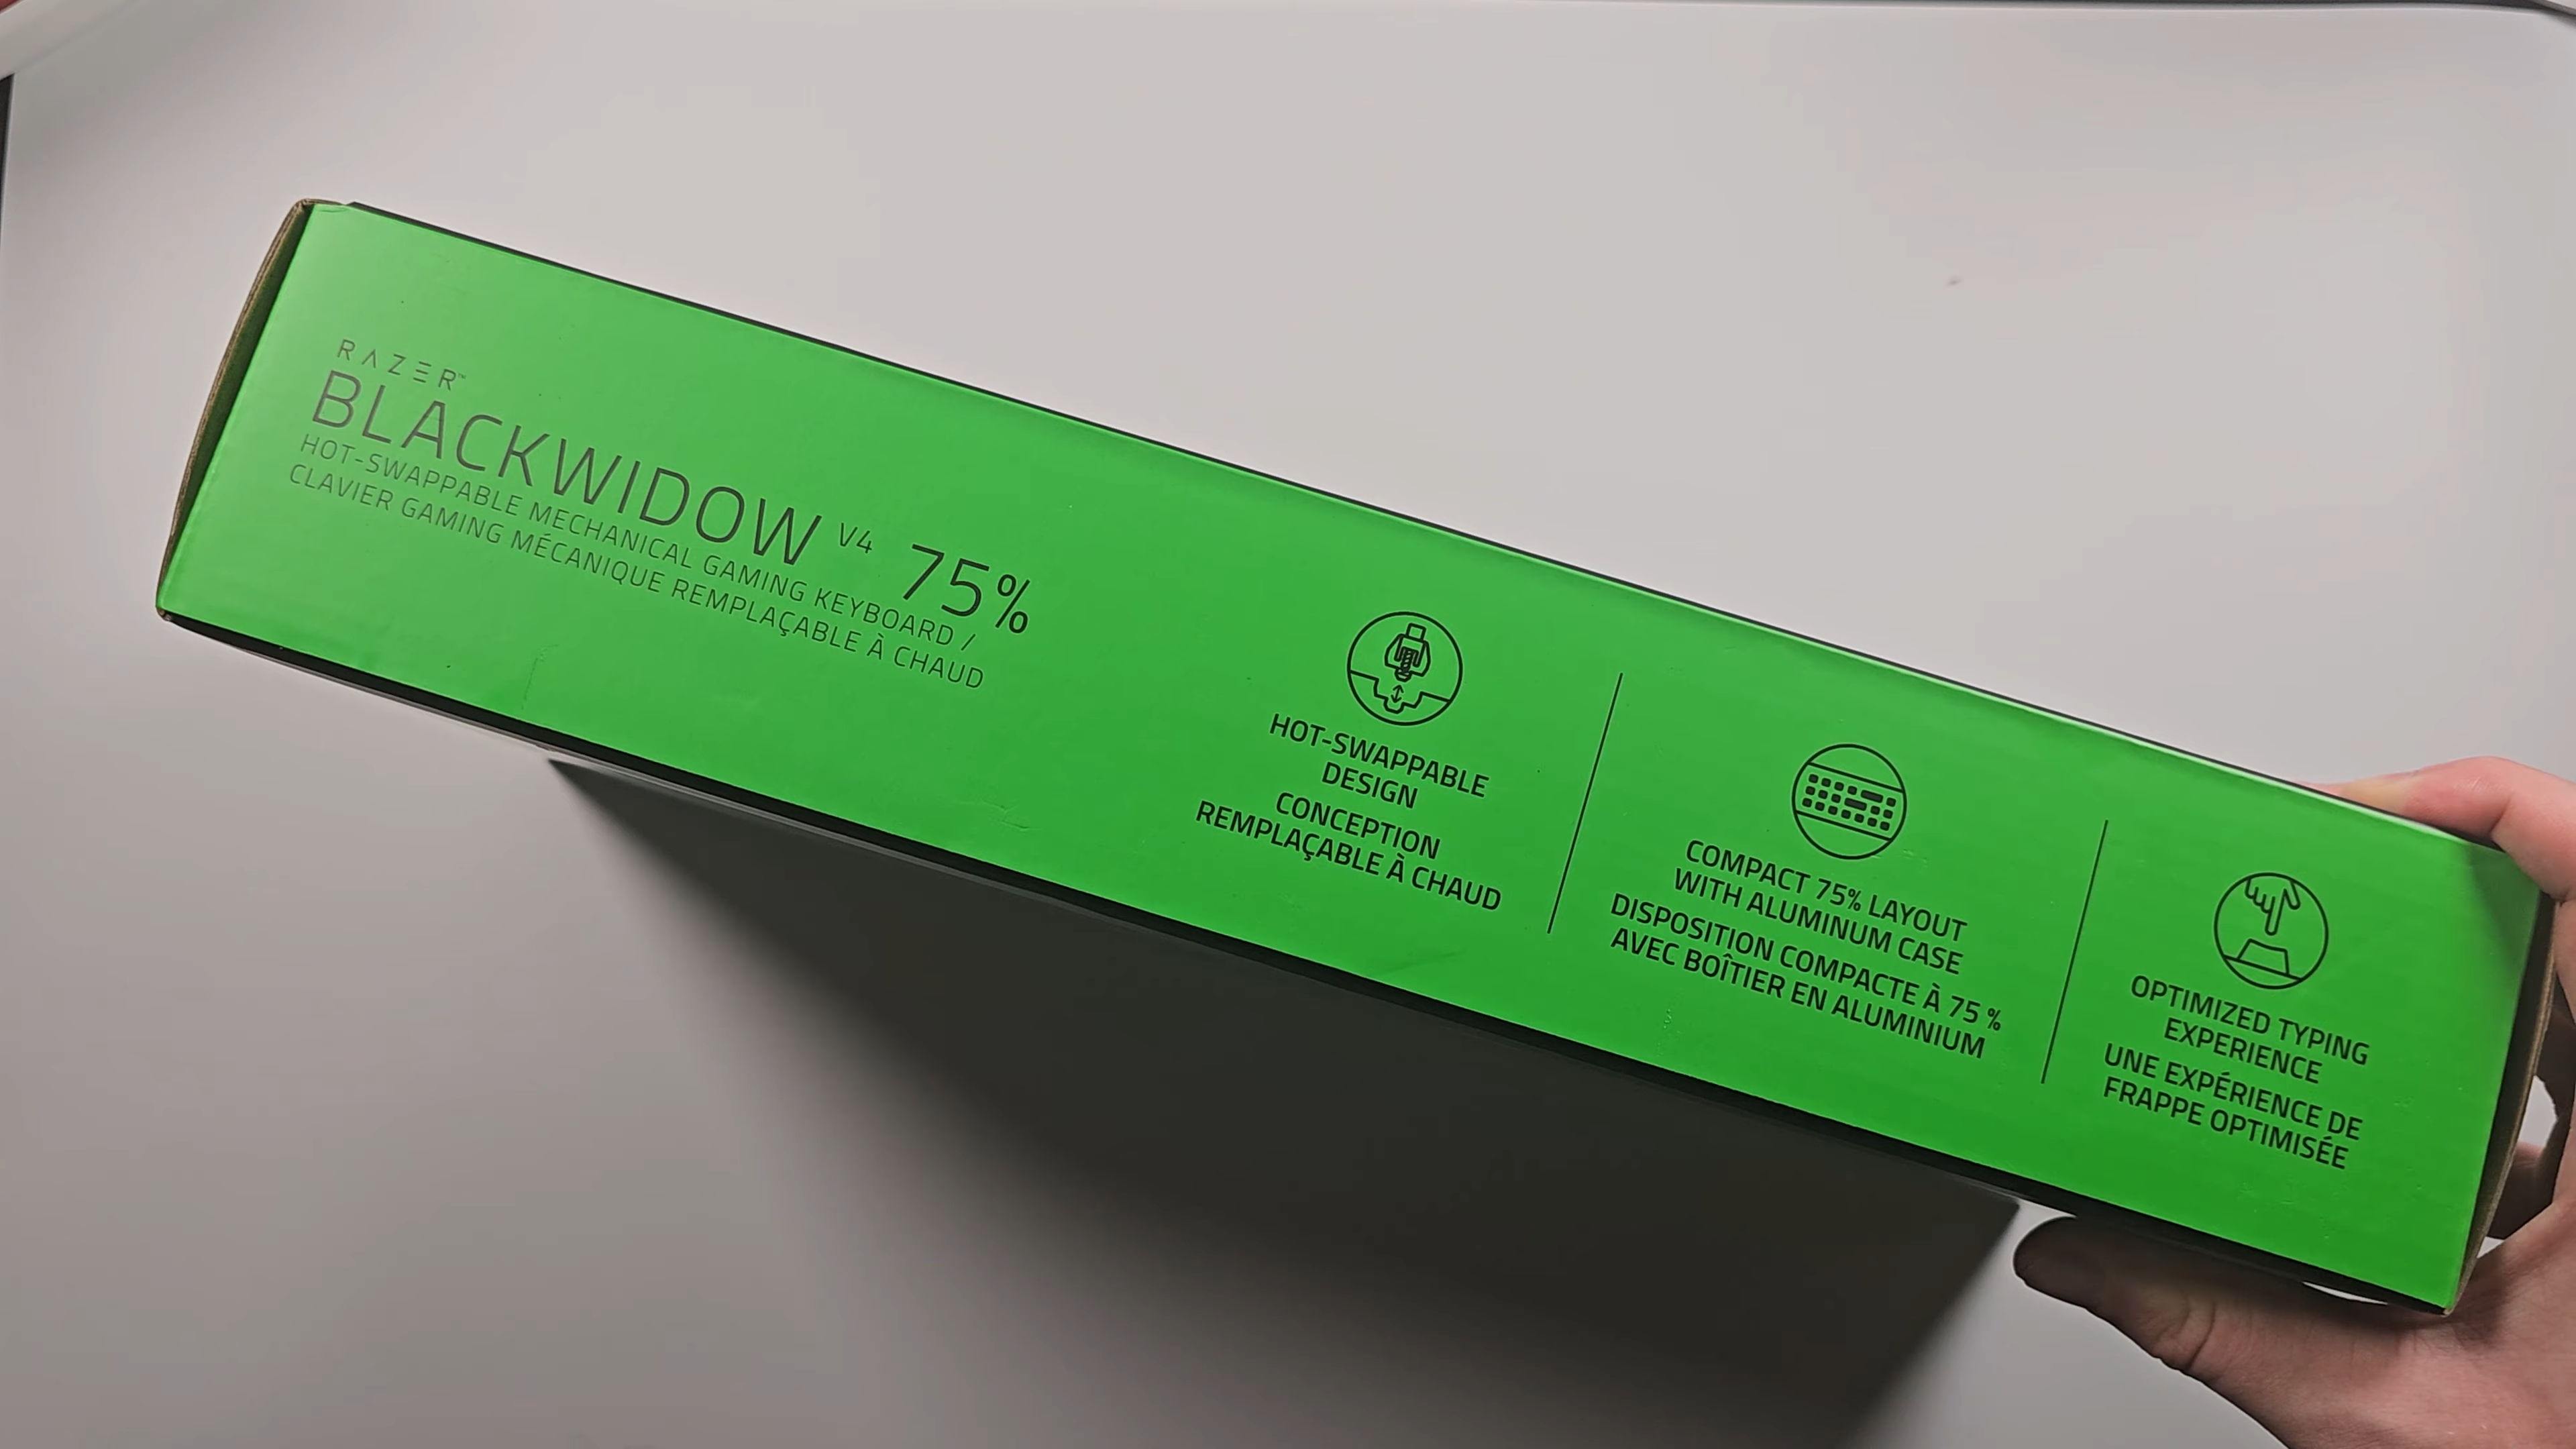 RAZER™
BLACKWIDOW V4 75%
HOT-SWAPPABLE MECHANICAL GAMING KEYBOARD /
CLAVIER GAMING MÉCANIQUE REMPLAÇABLE À CHAUD
HOT-SWAPPABLE
DESIGN
CONCEPTION
REMPLAÇABLE À CHAUD
COMPACT 75% LAYOUT
WITH ALUMINUM CASE
DISPOSITION COMPACTE À 75 %
AVEC BOÎTIER EN ALUMINIUM
OPTIMIZED TYPING
EXPERIENCE
UNE EXPÉRIENCE DE
FRAPPE OPTIMISÉE